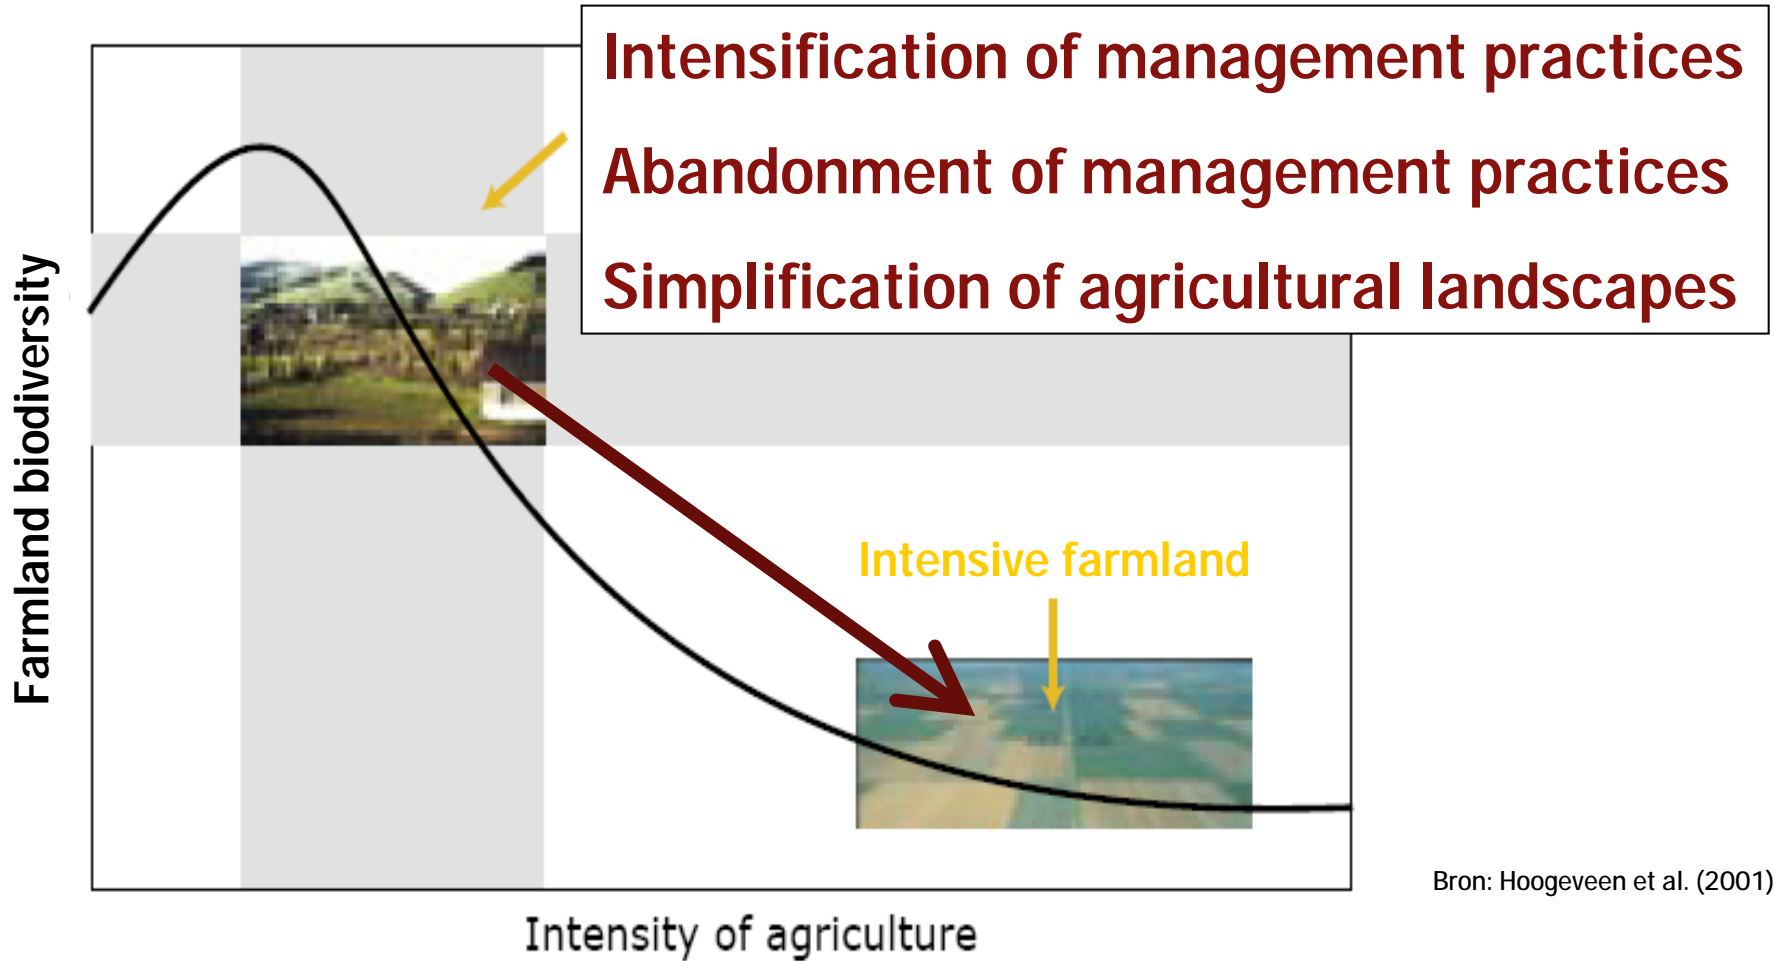 Intensification of management practices
Abandonment of management practices
Simplification of agricultural landscapes
Farmland biodiversity
Intensive farmland
Bron: Hoogeveen et al. (2001)
Intensity of agriculture